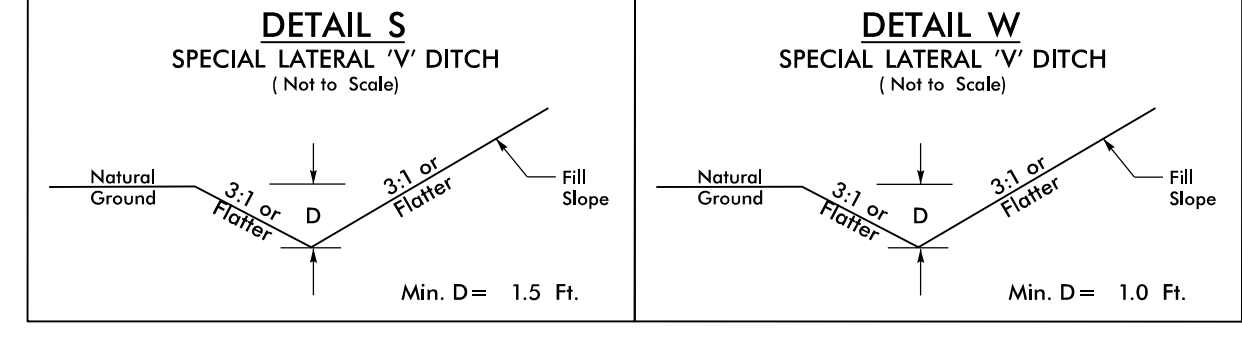 DETAIL S
SPECIAL LATERAL 'V' DITCH
( Not to Scale)
Natural
Ground
3:1 or
Flatter
D
3:1 or
Flatter
Fill
Slope
Min. D= 1.5 Ft.
DETAIL W
SPECIAL LATERAL 'V' DITCH
( Not to Scale)
Natural
Ground
3:1 or
Flatter
D
3:1 or
Flatter
Fill
Slope
Min. D= 1.0 Ft.